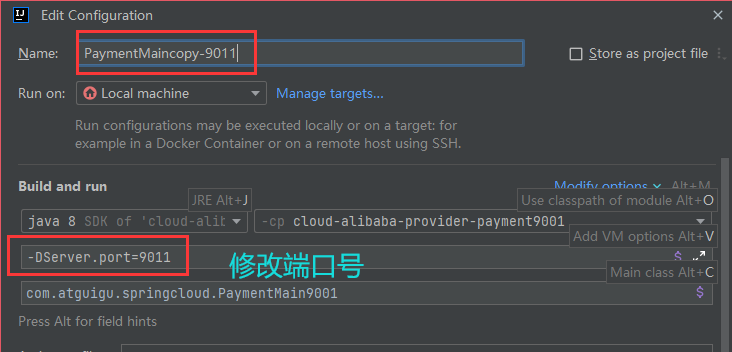 Edit Configuration
Name: PaymentMaincopy-9011 Store as project file
Run on: Local machine Manage targets...
Run configurations may be executed locally or on a target: for
example in a Docker Container or on a remote host using SSH.
Build and run Modify options Alt+M
JRE Alt+J Use classpath of module Alt+O
java 8 SDK of 'cloud-alit -cp cloud-alibaba-provider-payment9001
Add VM options Alt+V
-DServer.port=9011 修改端口号 $
Main class Alt+C
com.atguigu.springcloud.PaymentMain9001 $
Press Alt for field hints